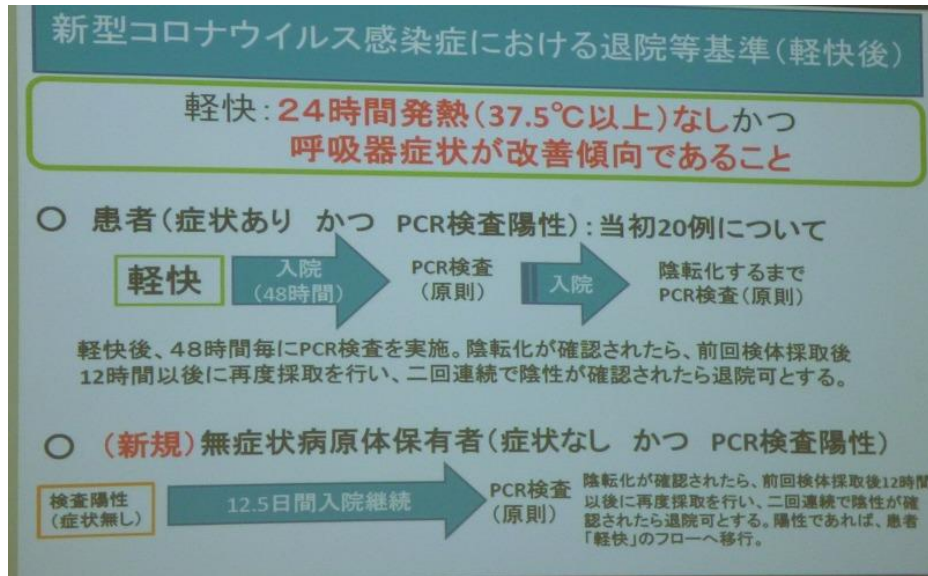 新型コロナウイルス感染症における退院等基準(軽快後)
軽快:24時間発熱(37.5℃以上)なしかつ
呼吸器症状が改善傾向であること
○ 患者(症状あり かつ PCR検査陽性):当初20例について
軽快
入院
(48時間)
PCR検査
(原則)
入院
陰転化するまで
PCR検査(原則)
軽快後、48時間毎にPCR検査を実施。陰転化が確認されたら、前回検体採取後
12時間以後に再度採取を行い、二回連続で陰性が確認されたら退院可とする。
○ (新規)無症状病原体保有者(症状なし かつ PCR検査陽性)
検査陽性
(症状無し)
12.5日間入院継続
PCR検査
(原則)
陰転化が確認されたら、前回検体採取後12時間
以後に再度採取を行い、二回連続で陰性が確
認されたら退院可とする。陽性であれば、患者
「軽快」のフローへ移行。